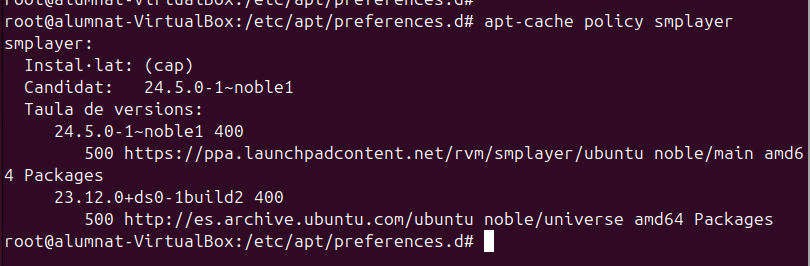 root@alumnat-VirtualBox:/etc/apt/preferences.d#
root@alumnat-VirtualBox:/etc/apt/preferences.d# apt-cache policy smplayer
smplayer:
  Instal·lat: (cap)
  Candidat:   24.5.0-1~noble1
  Taula de versions:
     24.5.0-1~noble1 400
        500 https://ppa.launchpadcontent.net/rvm/smplayer/ubuntu noble/main amd6
4 Packages
     23.12.0+ds0-1build2 400
        500 http://es.archive.ubuntu.com/ubuntu noble/universe amd64 Packages
root@alumnat-VirtualBox:/etc/apt/preferences.d#